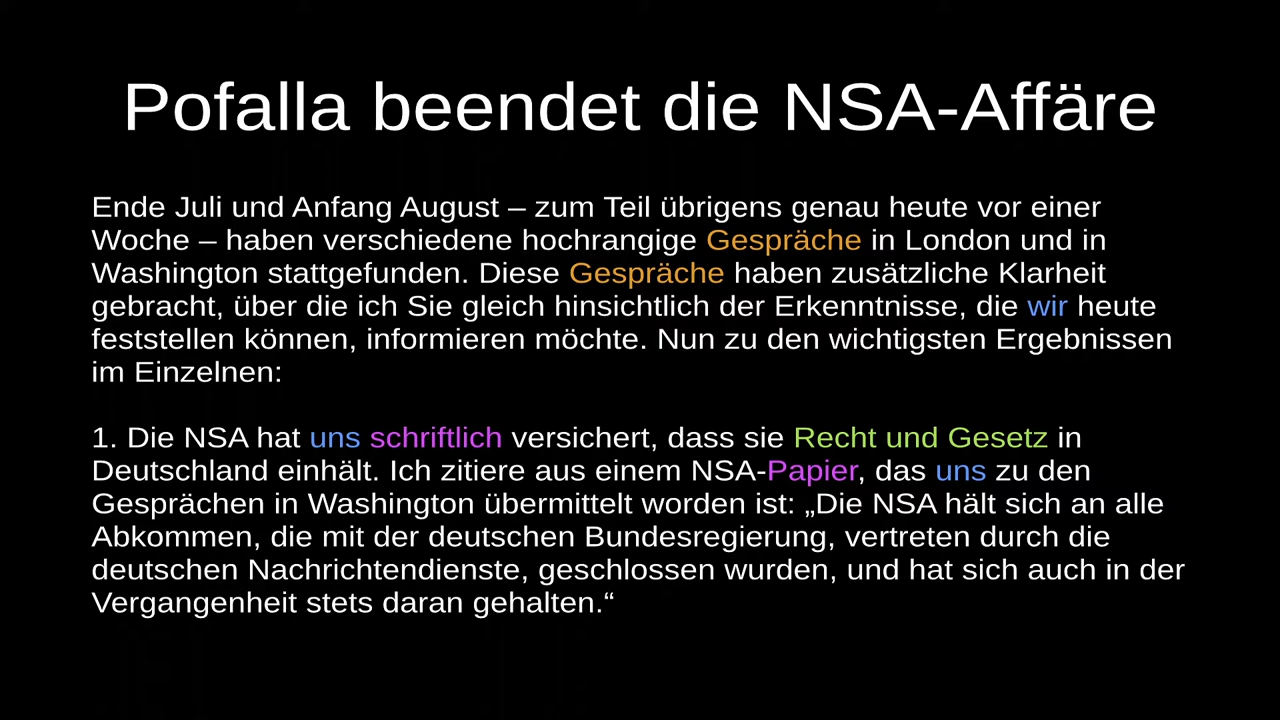 Pofalla beendet die NSA-Affäre
Ende Juli und Anfang August – zum Teil übrigens genau heute vor einer
Woche – haben verschiedene hochrangige Gespräche in London und in
Washington stattgefunden. Diese Gespräche haben zusätzliche Klarheit
gebracht, über die ich Sie gleich hinsichtlich der Erkenntnisse, die wir heute
feststellen können, informieren möchte. Nun zu den wichtigsten Ergebnissen
im Einzelnen:
1. Die NSA hat uns schriftlich versichert, dass sie Recht und Gesetz in
Deutschland einhält. Ich zitiere aus einem NSA-Papier, das uns zu den
Gesprächen in Washington übermittelt worden ist: „Die NSA hält sich an alle
Abkommen, die mit der deutschen Bundesregierung, vertreten durch die
deutschen Nachrichtendienste, geschlossen wurden, und hat sich auch in der
Vergangenheit stets daran gehalten.“